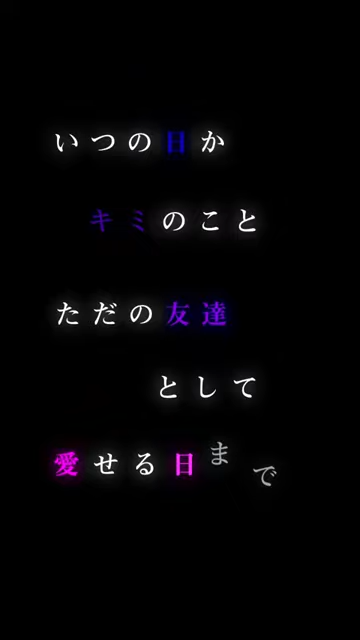 いつの日か
キミのこと
ただの友達
として
愛せる日まで